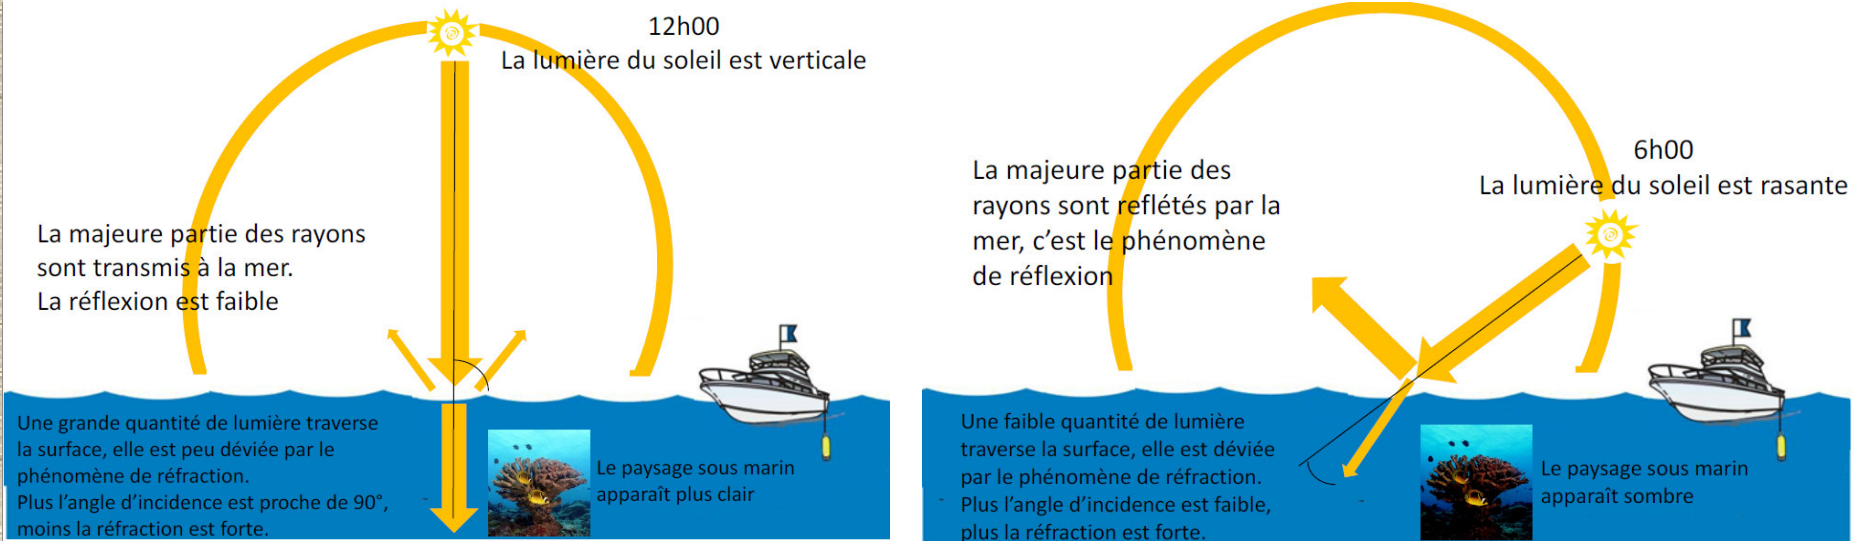 12h00
La lumière du soleil est verticale
La majeure partie des rayons
sont transmis à la mer.
La réflexion est faible
Une grande quantité de lumière traverse
la surface, elle est peu déviée par le
phénomène de réfraction.
Plus l’angle d’incidence est proche de 90°,
moins la réfraction est forte.
Le paysage sous marin
apparaît plus clair
6h00
La lumière du soleil est rasante
La majeure partie des
rayons sont reflétés par la
mer, c’est le phénomène
de réflexion
Une faible quantité de lumière
traverse la surface, elle est déviée
par le phénomène de réfraction.
Plus l’angle d’incidence est faible,
plus la réfraction est forte.
Le paysage sous marin
apparaît sombre